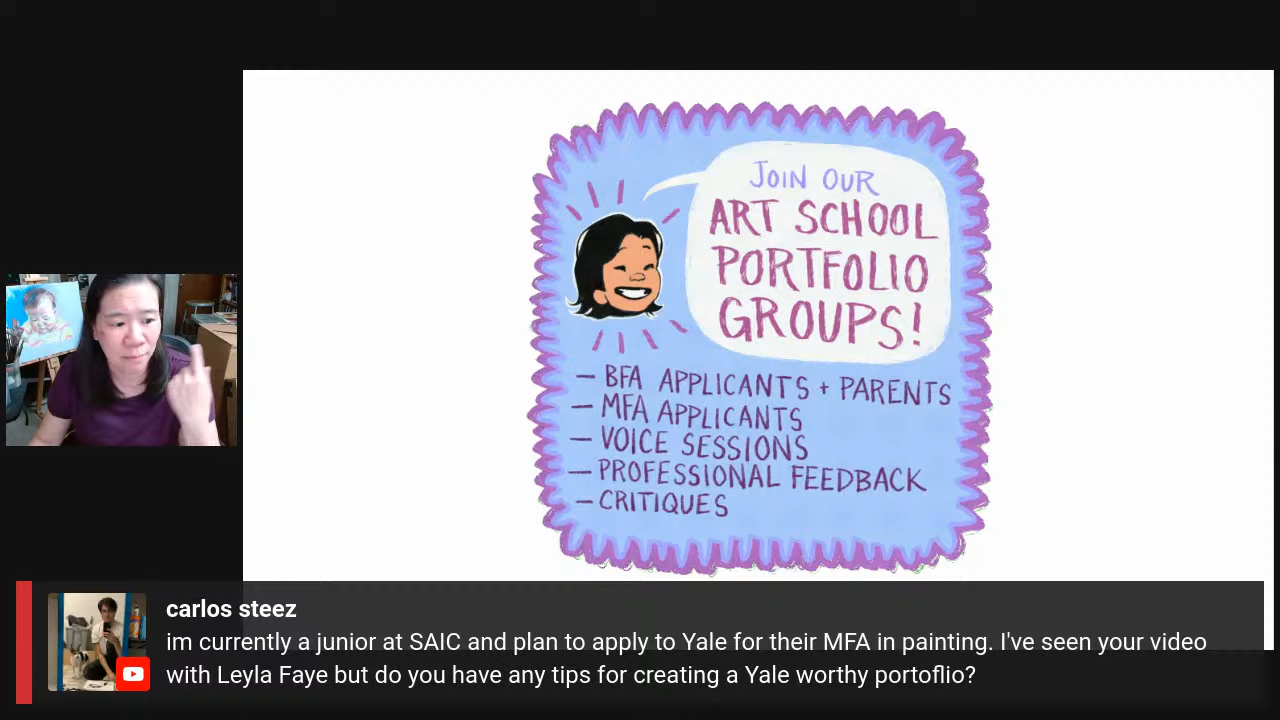 JOIN OUR
ART SCHOOL
PORTFOLIO
GROUPS!
– BFA APPLICANTS + PARENTS
– MFA APPLICANTS
– VOICE SESSIONS
– PROFESSIONAL FEEDBACK
– CRITIQUES
carlos steez
im currently a junior at SAIC and plan to apply to Yale for their MFA in painting. I've seen your video
with Leyla Faye but do you have any tips for creating a Yale worthy portoflio?